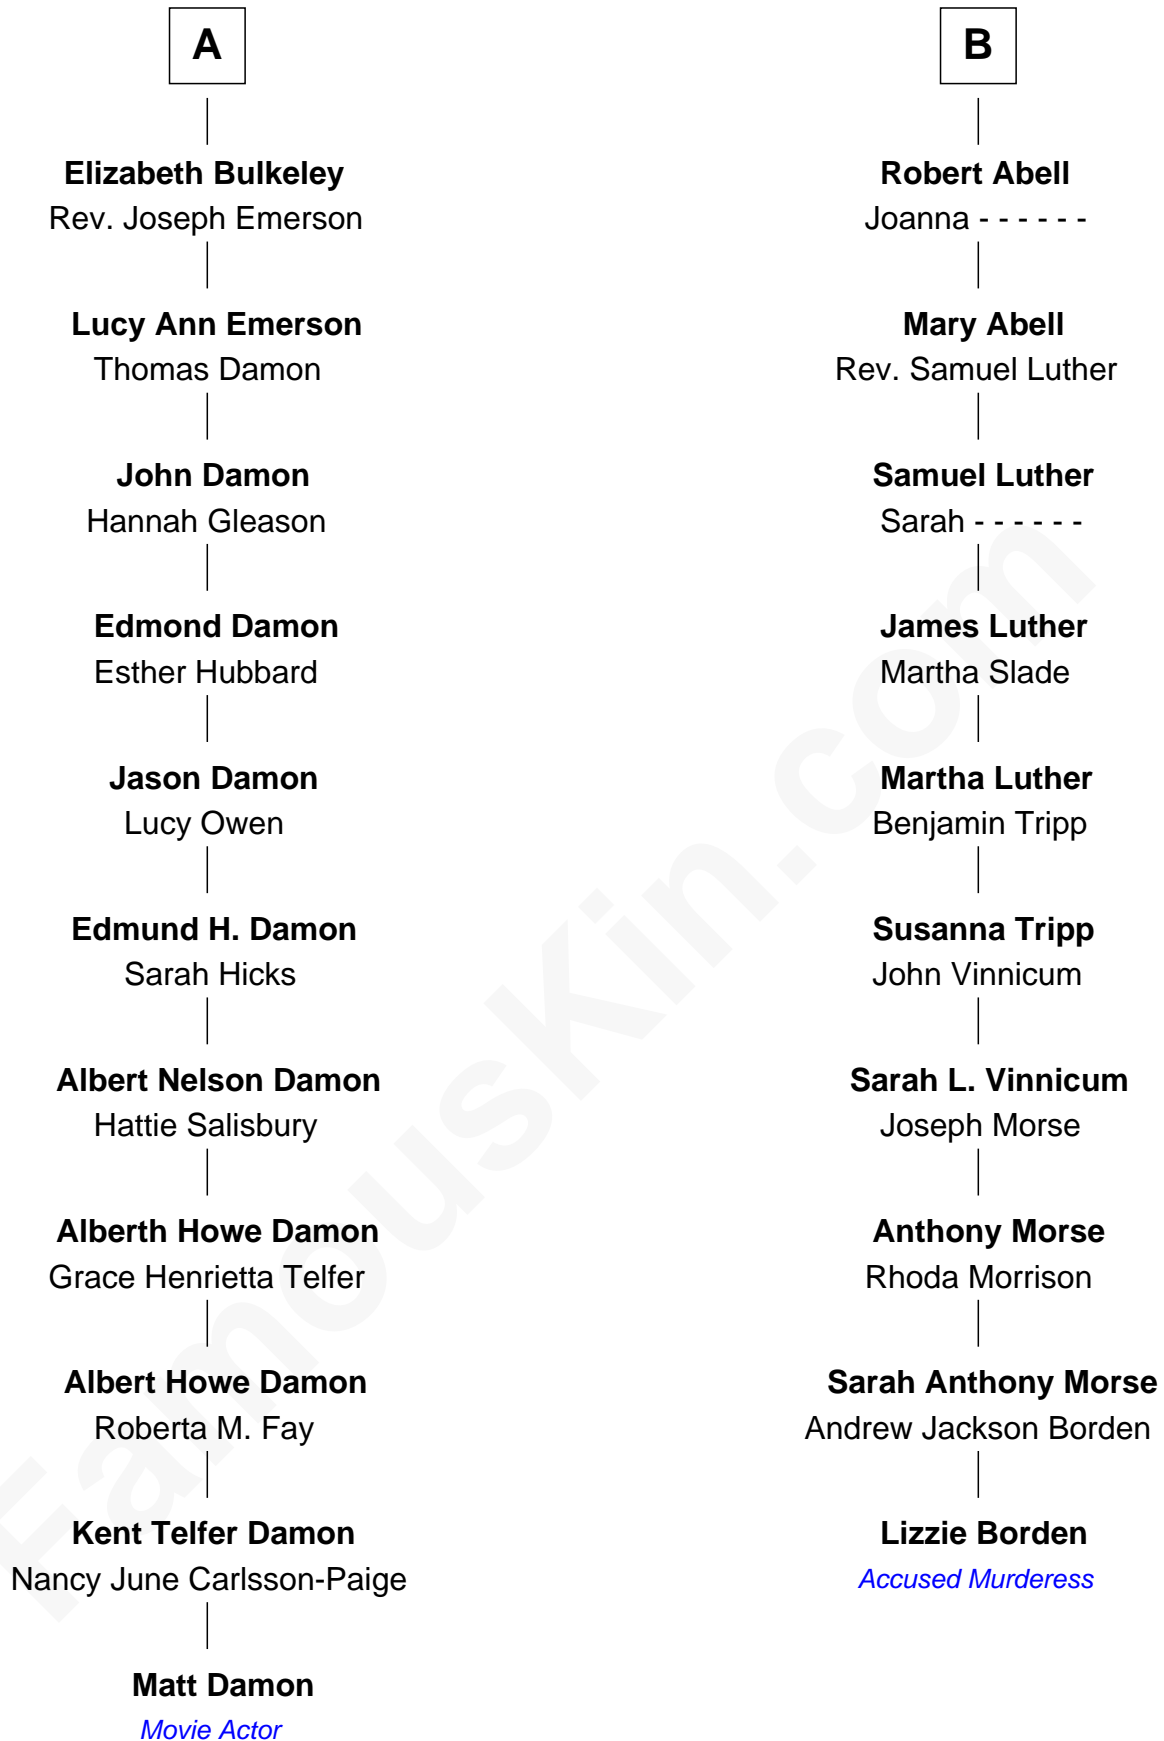 A
Elizabeth Bulkeley
Rev. Joseph Emerson
Lucy Ann Emerson
Thomas Damon
John Damon
Hannah Gleason
Edmond Damon
Esther Hubbard
Jason Damon
Lucy Owen
Edmund H. Damon
Sarah Hicks
Albert Nelson Damon
Hattie Salisbury
Alberth Howe Damon
Grace Henrietta Telfer
Albert Howe Damon
Roberta M. Fay
Kent Telfer Damon
Nancy June Carlsson-Paige
Matt Damon
Movie Actor
B
Robert Abell
Joanna - - - - - -
Mary Abell
Rev. Samuel Luther
Samuel Luther
Sarah - - - - - -
James Luther
Martha Slade
Martha Luther
Benjamin Tripp
Susanna Tripp
John Vinnicum
Sarah L. Vinnicum
Joseph Morse
Anthony Morse
Rhoda Morrison
Sarah Anthony Morse
Andrew Jackson Borden
Lizzie Borden
Accused Murderess
FamousKin.com